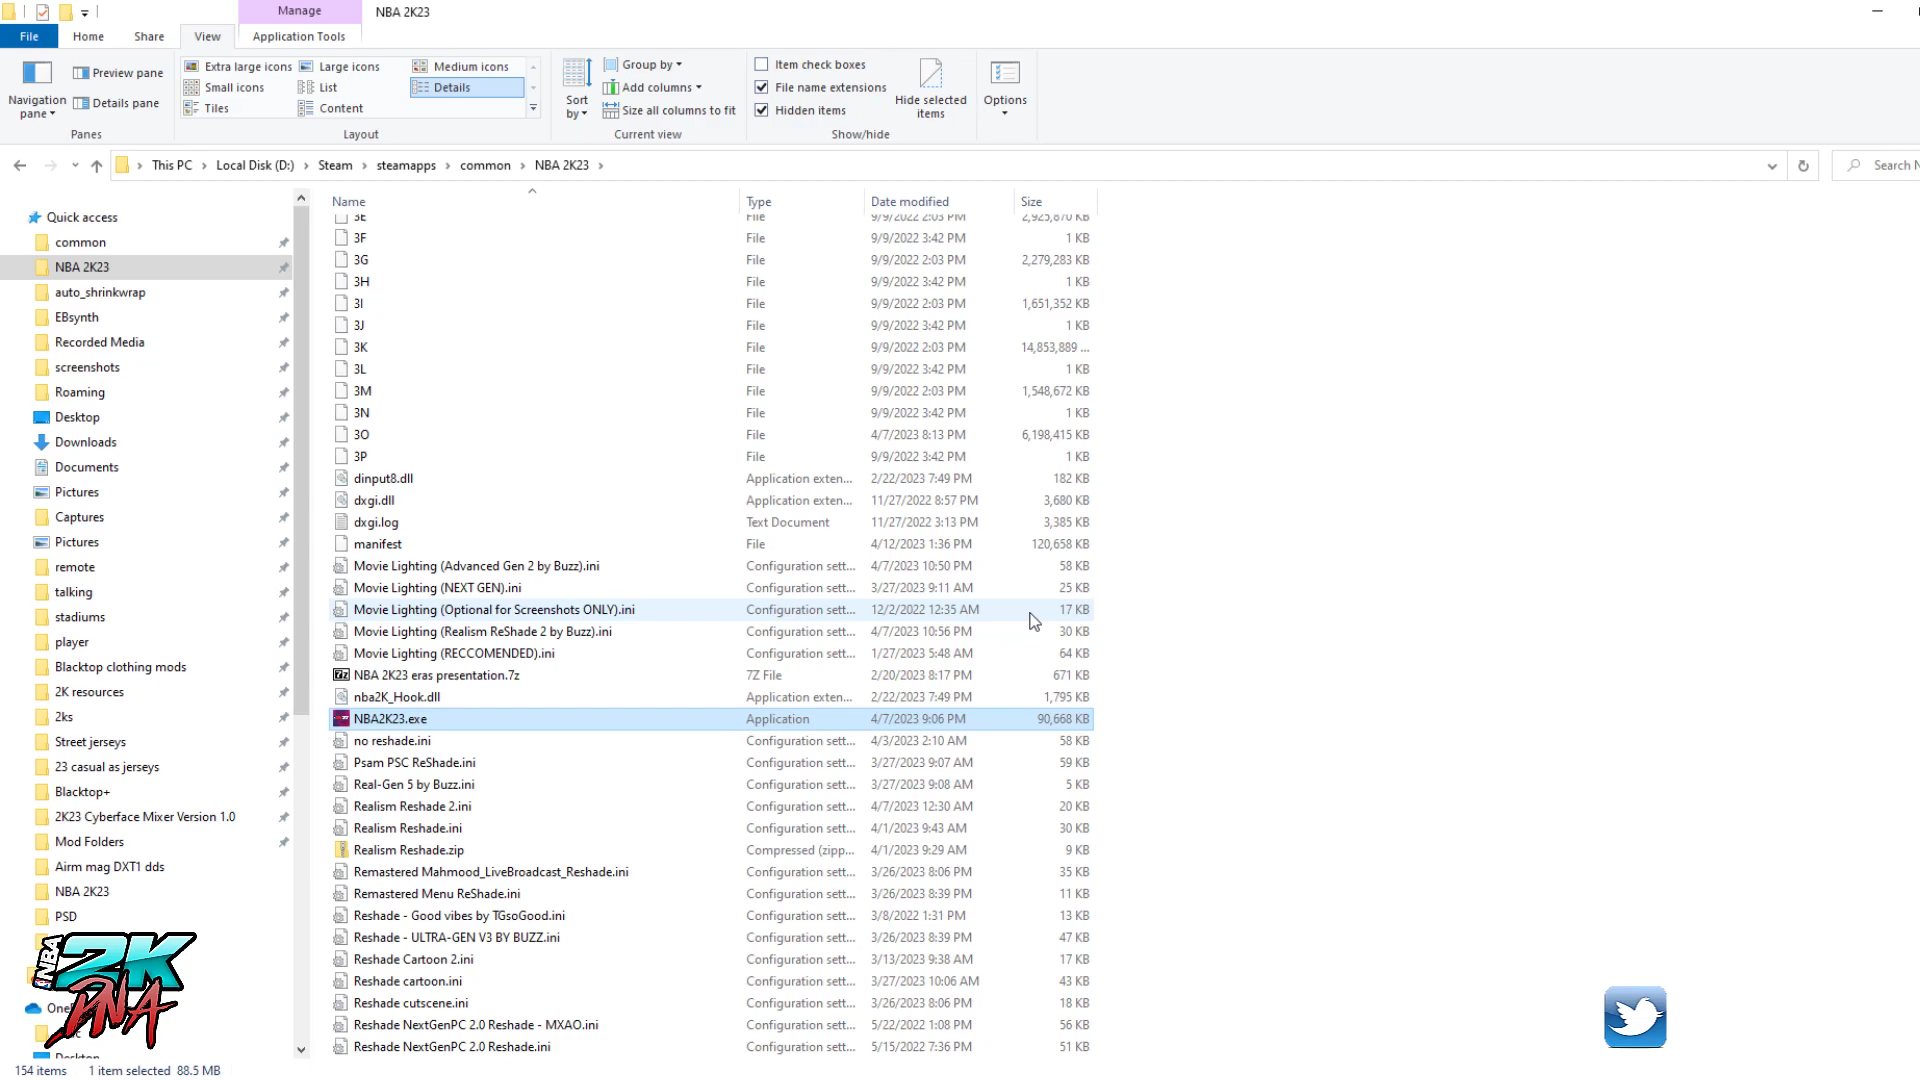 Manage
NBA 2K23
File
Home
Share
View
Application Tools
Navigation pane
Preview pane
Details pane
Panes
Extra large icons
Large icons
Medium icons
Small icons
List
Details
Tiles
Content
Layout
Sort by
Group by
Add columns
Size all columns to fit
Current view
Item check boxes
File name extensions
Hidden items
Hide selected items
Show/hide
Options
This PC > Local Disk (D:) > Steam > steamapps > common > NBA 2K23 >
Search
Quick access
common
NBA 2K23
auto_shrinkwrap
EBsynth
Recorded Media
screenshots
Roaming
Desktop
Downloads
Documents
Pictures
Captures
Pictures
remote
talking
stadiums
player
Blacktop clothing mods
2K resources
2ks
Street jerseys
23 casual as jerseys
Blacktop+
2K23 Cyberface Mixer Version 1.0
Mod Folders
Airm mag DXT1 dds
NBA 2K23
PSD
Desktop
Name Type Date modified Size
3E File 9/9/2022 2:03 PM 2,925,870 KB
3F File 9/9/2022 3:42 PM 1 KB
3G File 9/9/2022 2:03 PM 2,279,283 KB
3H File 9/9/2022 3:42 PM 1 KB
3I File 9/9/2022 2:03 PM 1,651,352 KB
3J File 9/9/2022 3:42 PM 1 KB
3K File 9/9/2022 2:03 PM 14,853,889 ...
3L File 9/9/2022 3:42 PM 1 KB
3M File 9/9/2022 2:03 PM 1,548,672 KB
3N File 9/9/2022 3:42 PM 1 KB
3O File 4/7/2023 8:13 PM 6,198,415 KB
3P File 9/9/2022 3:42 PM 1 KB
dinput8.dll Application exten... 2/22/2023 7:49 PM 182 KB
dxgi.dll Application exten... 11/27/2022 8:57 PM 3,680 KB
dxgi.log Text Document 11/27/2022 3:13 PM 3,385 KB
manifest File 4/12/2023 1:36 PM 120,658 KB
Movie Lighting (Advanced Gen 2 by Buzz).ini Configuration sett... 4/7/2023 10:50 PM 58 KB
Movie Lighting (NEXT GEN).ini Configuration sett... 3/27/2023 9:11 AM 25 KB
Movie Lighting (Optional for Screenshots ONLY).ini Configuration sett... 12/2/2022 12:35 AM 17 KB
Movie Lighting (Realism ReShade 2 by Buzz).ini Configuration sett... 4/7/2023 10:56 PM 30 KB
Movie Lighting (RECCOMENDED).ini Configuration sett... 1/27/2023 5:48 AM 64 KB
NBA 2K23 eras presentation.7z 7Z File 2/20/2023 8:17 PM 671 KB
nba2K_Hook.dll Application exten... 2/22/2023 7:49 PM 1,795 KB
NBA2K23.exe Application 4/7/2023 9:06 PM 90,668 KB
no reshade.ini Configuration sett... 4/3/2023 2:10 AM 58 KB
Psam PSC ReShade.ini Configuration sett... 3/27/2023 9:07 AM 59 KB
Real-Gen 5 by Buzz.ini Configuration sett... 3/27/2023 9:08 AM 5 KB
Realism Reshade 2.ini Configuration sett... 4/7/2023 12:30 AM 20 KB
Realism Reshade.ini Configuration sett... 4/1/2023 9:43 AM 30 KB
Realism Reshade.zip Compressed (zipp... 4/1/2023 9:29 AM 9 KB
Remastered Mahmood_LiveBroadcast_Reshade.ini Configuration sett... 3/26/2023 8:06 PM 35 KB
Remastered Menu ReShade.ini Configuration sett... 3/26/2023 8:39 PM 11 KB
Reshade - Good vibes by TGsoGood.ini Configuration sett... 3/8/2022 1:31 PM 13 KB
Reshade - ULTRA-GEN V3 BY BUZZ.ini Configuration sett... 3/26/2023 8:39 PM 47 KB
Reshade Cartoon 2.ini Configuration sett... 3/13/2023 9:38 AM 17 KB
Reshade cartoon.ini Configuration sett... 3/27/2023 10:06 AM 43 KB
Reshade cutscene.ini Configuration sett... 3/26/2023 8:06 PM 18 KB
Reshade NextGenPC 2.0 Reshade - MXAO.ini Configuration sett... 5/22/2022 1:08 PM 56 KB
Reshade NextGenPC 2.0 Reshade.ini Configuration sett... 5/15/2022 7:36 PM 51 KB
NBA 2K DNA
154 items 1 item selected 88.5 MB